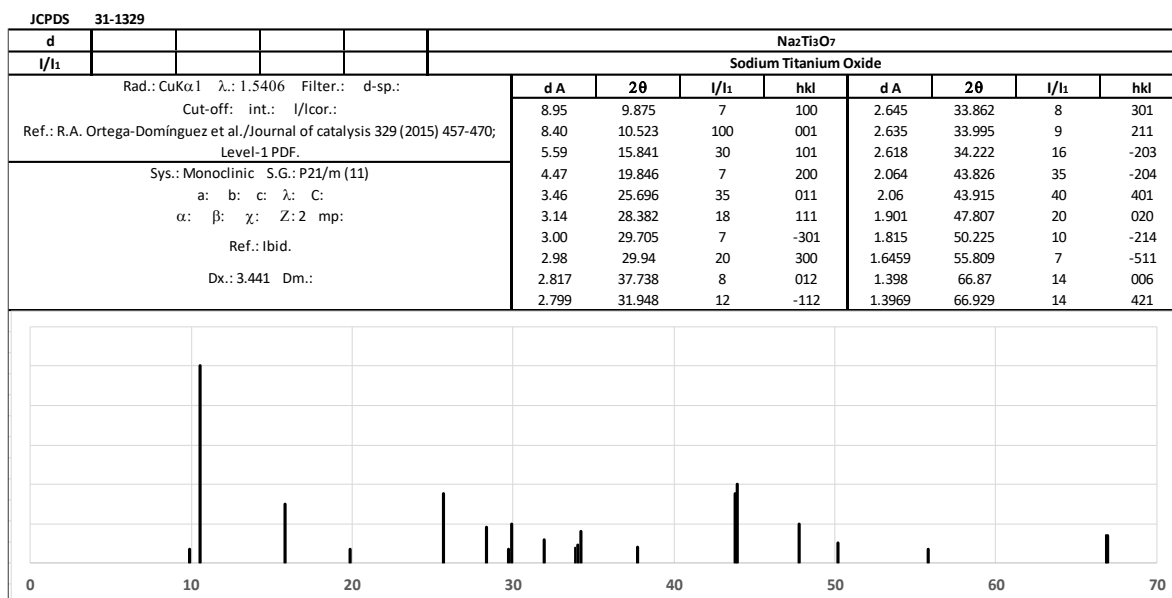 JCPDS 31-1329
d Na₂Ti₃O₇
I/I₁ Sodium Titanium Oxide
Rad.: CuKα1 λ.: 1.5406 Filter.: d-sp.:
Cut-off: int.: I/Icor.:
Ref.: R.A. Ortega-Domínguez et al./Journal of catalysis 329 (2015) 457-470;
Level-1 PDF.
Sys.: Monoclinic S.G.: P21/m (11)
a: b: c: λ: C:
α: β: χ: Z: 2 mp:
Ref.: Ibid.
Dx.: 3.441 Dm.:
d A 2θ I/I₁ hkl d A 2θ I/I₁ hkl
8.95 9.875 7 100 2.645 33.862 8 301
8.40 10.523 100 001 2.635 33.995 9 211
5.59 15.841 30 101 2.618 34.222 16 -203
4.47 19.846 7 200 2.064 43.826 35 -204
3.46 25.696 35 011 2.06 43.915 40 401
3.14 28.382 18 111 1.901 47.807 20 020
3.00 29.705 7 -301 1.815 50.225 10 -214
2.98 29.94 20 300 1.6459 55.809 7 -511
2.817 37.738 8 012 1.398 66.87 14 006
2.799 31.948 12 -112 1.3969 66.929 14 421
0 10 20 30 40 50 60 70